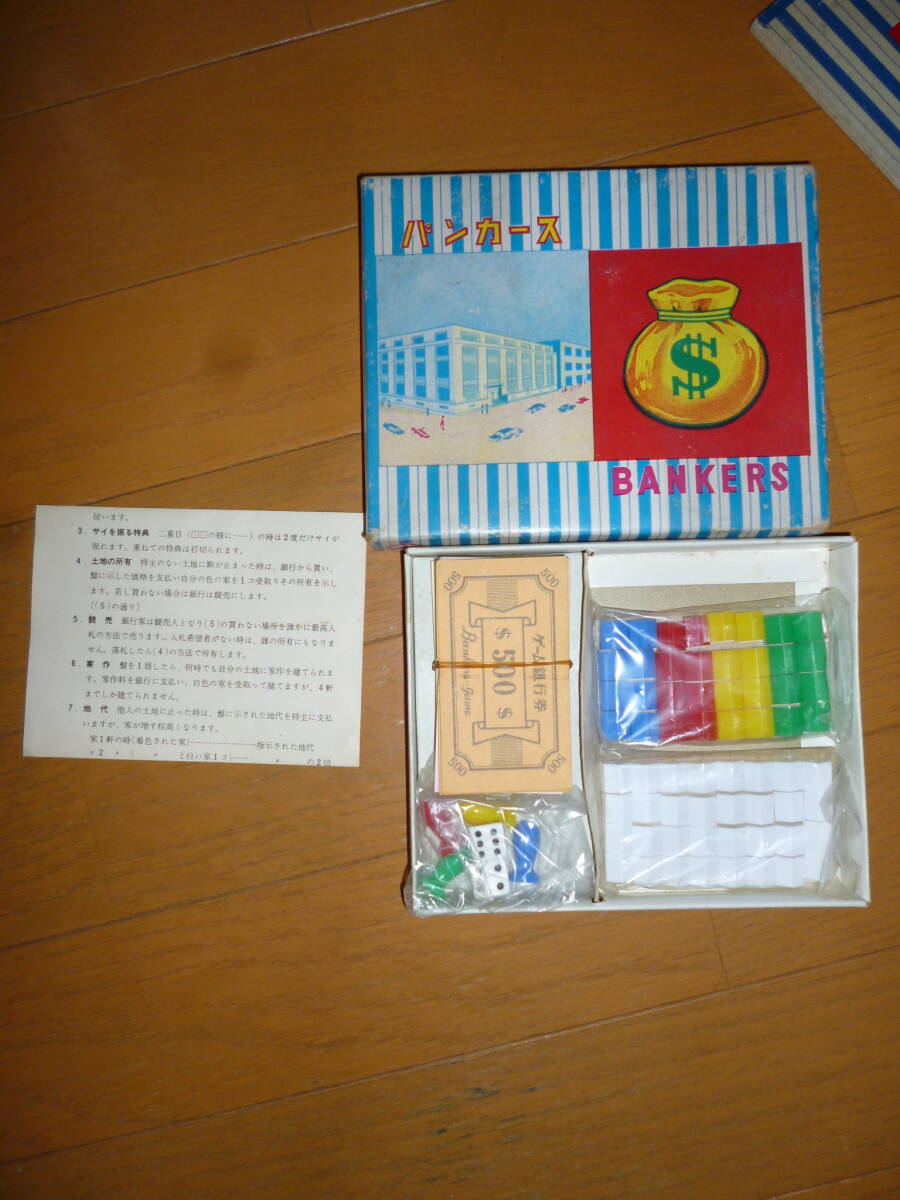 バンカース
BANKERS
従います。
3．サイを振る特典　二重目（⚀⚀の様に……）の時は2度だけサイが
振れます。重ねての特典は打切られます。
4．土地の所有　持主のない土地に駒が止まった時は、銀行から買い、
盤に示した価格を支払い自分の色の家を1コ受取りその所有を示し
ます。若し買わない場合は銀行は競売にします。
〔(5)の通り〕
5．競売　銀行家は競売人となり(5)の買わない場所を誰かに最高入
札の方法で売ります。入札希望者がない時は、誰の所有にもなりま
せん。落札したら(4)の方法で所有します。
6．家作　盤を1周したら、何時でも自分の土地に家作を建てられま
す。家作料を銀行に支払い、白色の家を受取って建てますが、4軒
までしか建てられません。
7．地代　他人の土地に止った時は、盤に示された地代を持主に支払
いますが、家が増す程高くなります。
家1軒の時(着色された家)……………………指示された地代
〃2　〃　(　〃　と白い家1コ)……　〃　の2倍
500
500
ゲーム銀行券
$ 500 $
Bankers Game
500
500